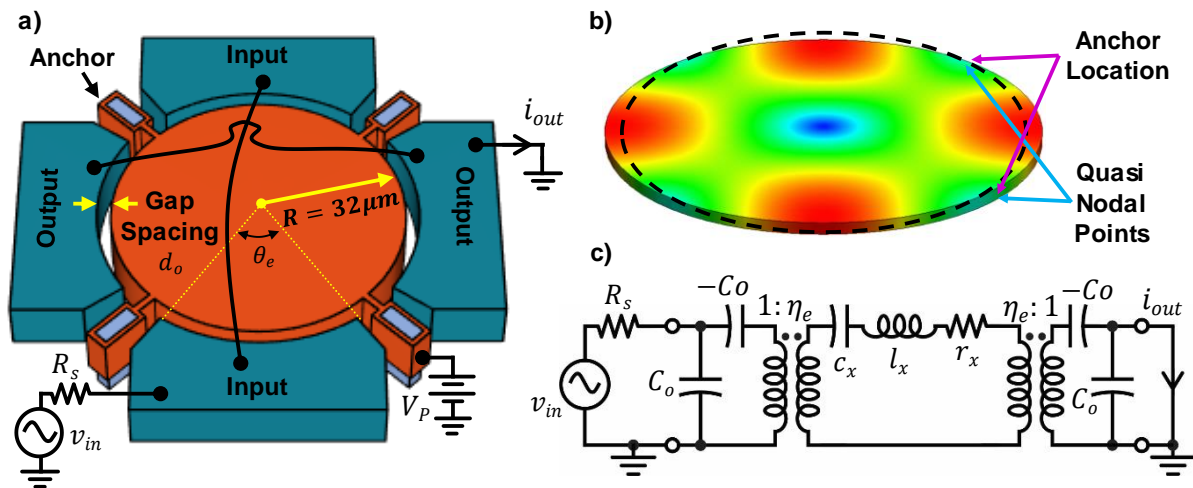 a)
Anchor
Input
i_out
Output
Gap
Spacing
d_o
R = 32μm
θ_e
Output
Input
R_s
v_in
V_P
b)
Anchor
Location
Quasi
Nodal
Points
c)
R_s
-Co
1:η_e
η_e:1
-Co
i_out
v_in
C_o
c_x
l_x
r_x
C_o